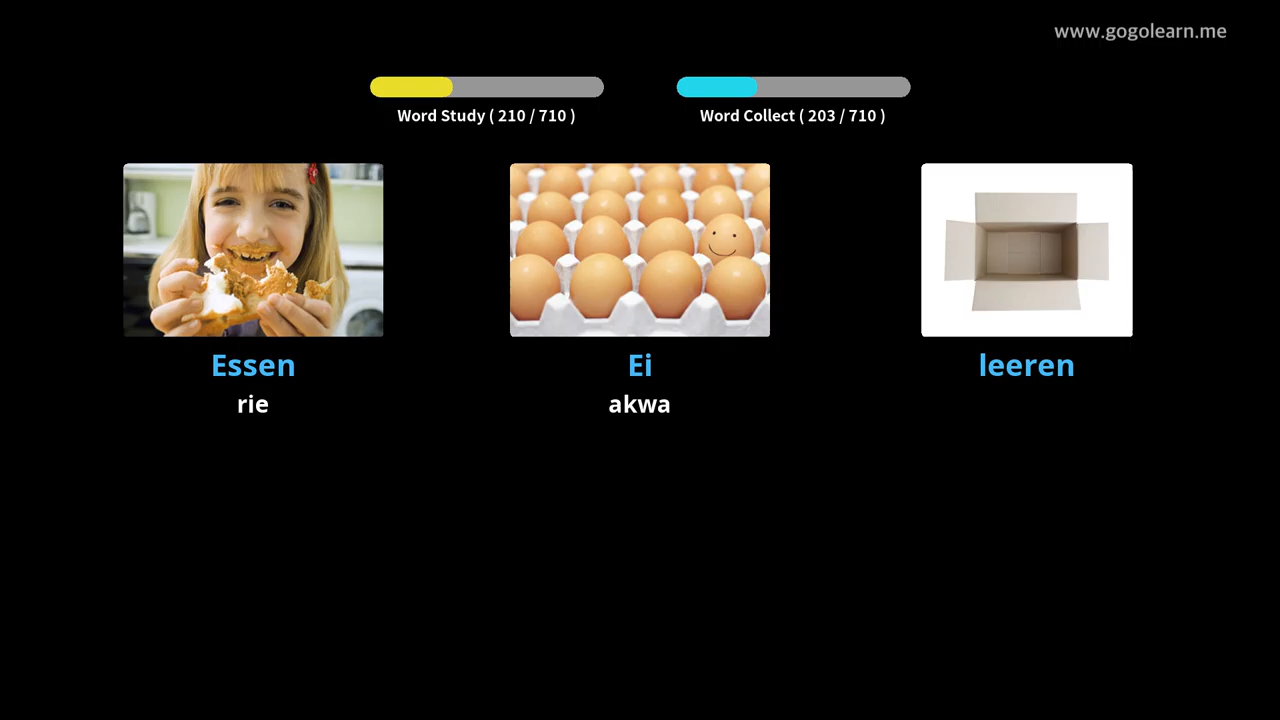 www.gogolearn.me
Word Study ( 210 / 710 )
Word Collect ( 203 / 710 )
Essen
rie
Ei
akwa
leeren